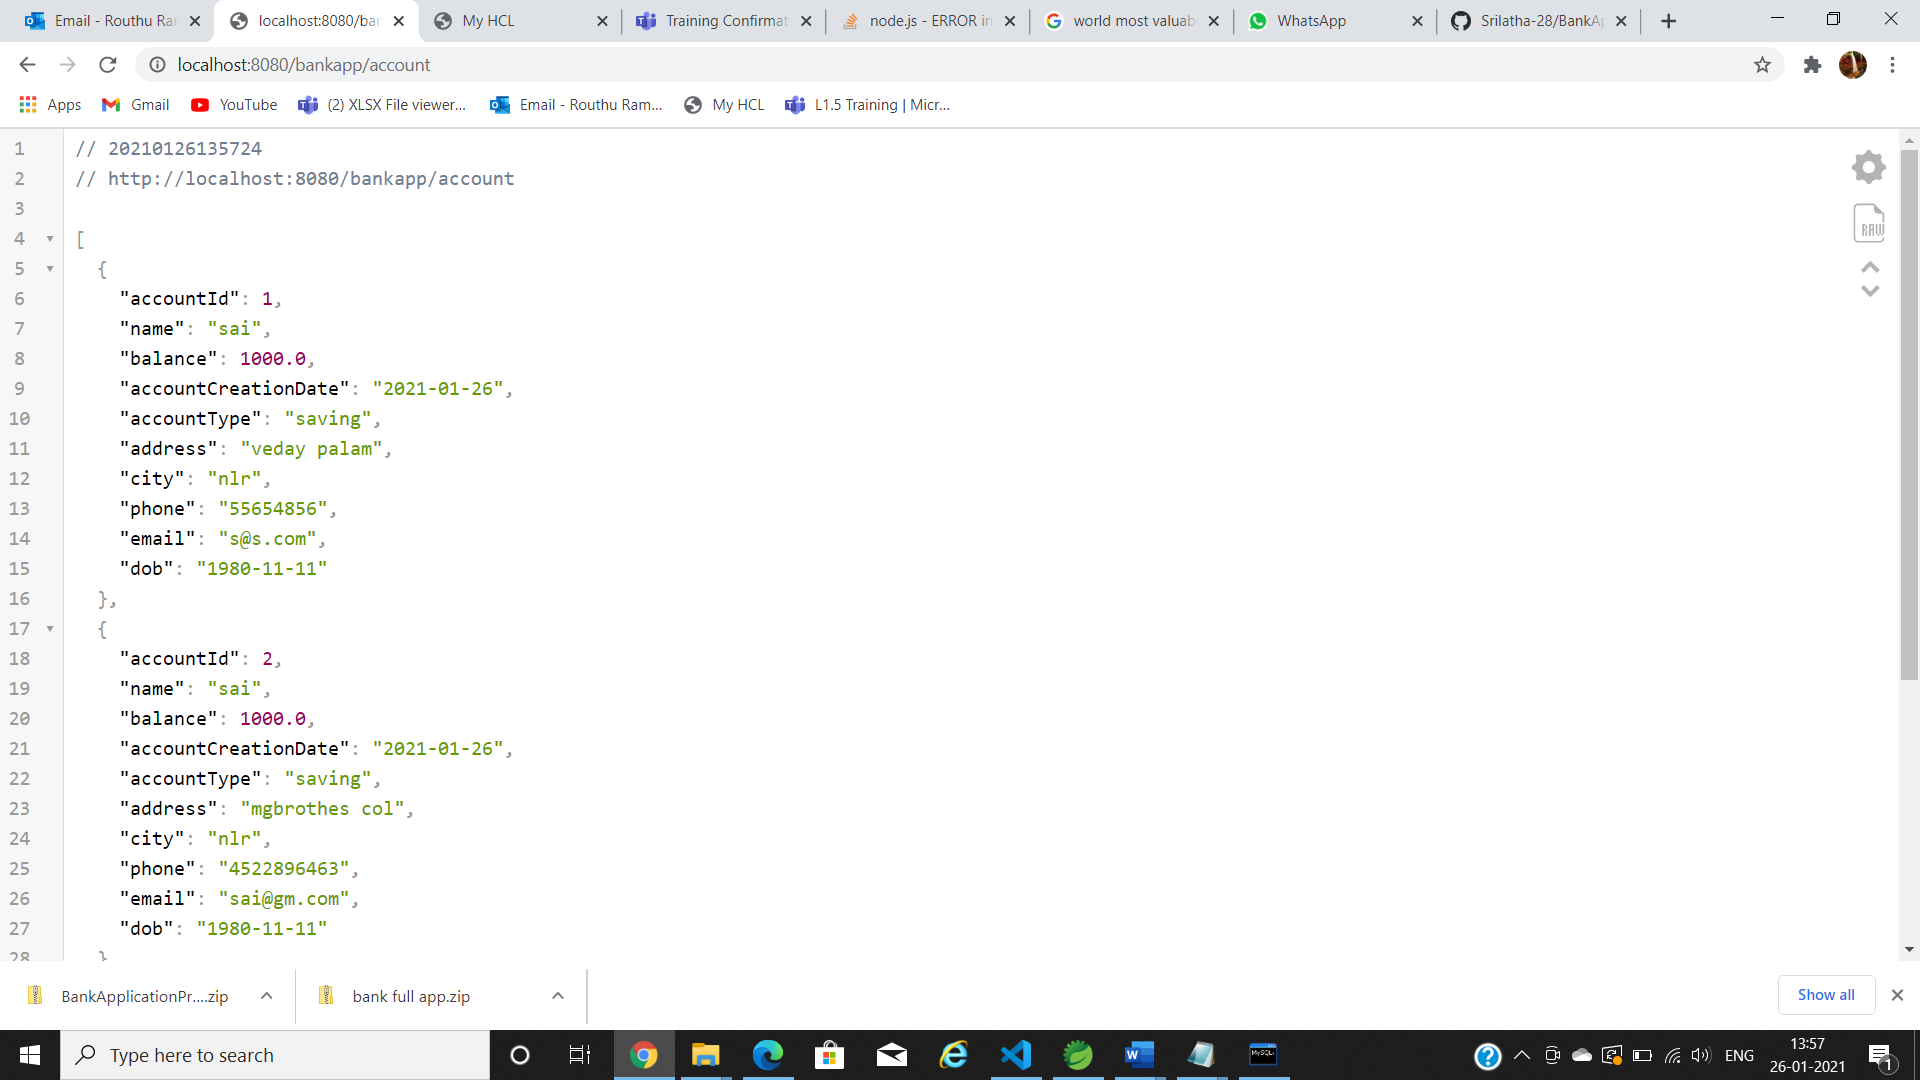 Email - Routhu Ra
localhost:8080/ban
My HCL
Training Confirmat
node.js - ERROR in
world most valuab
WhatsApp
Srilatha-28/BankAp
localhost:8080/bankapp/account
Apps
Gmail
YouTube
(2) XLSX File viewer...
Email - Routhu Ram...
My HCL
L1.5 Training | Micr...
1 // 20210126135724
2 // http://localhost:8080/bankapp/account
3
4 [
5 {
6 "accountId": 1,
7 "name": "sai",
8 "balance": 1000.0,
9 "accountCreationDate": "2021-01-26",
10 "accountType": "saving",
11 "address": "veday palam",
12 "city": "nlr",
13 "phone": "55654856",
14 "email": "s@s.com",
15 "dob": "1980-11-11"
16 },
17 {
18 "accountId": 2,
19 "name": "sai",
20 "balance": 1000.0,
21 "accountCreationDate": "2021-01-26",
22 "accountType": "saving",
23 "address": "mgbrothes col",
24 "city": "nlr",
25 "phone": "4522896463",
26 "email": "sai@gm.com",
27 "dob": "1980-11-11"
28 }
RAW
BankApplicationPr....zip
bank full app.zip
Show all
Type here to search
MySQL
ENG
13:57
26-01-2021
1